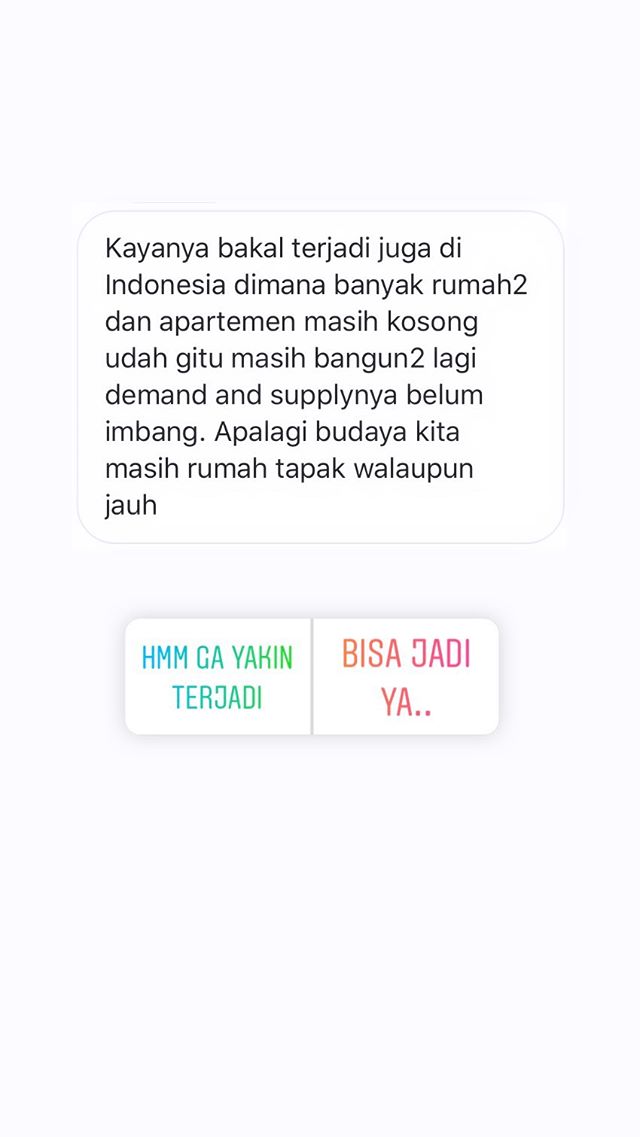 Kayanya bakal terjadi juga di
Indonesia dimana banyak rumah2
dan apartemen masih kosong
udah gitu masih bangun2 lagi
demand and supplynya belum
imbang. Apalagi budaya kita
masih rumah tapak walaupun
jauh
HMM GA YAKIN
TERJADI
BISA JADI
YA..